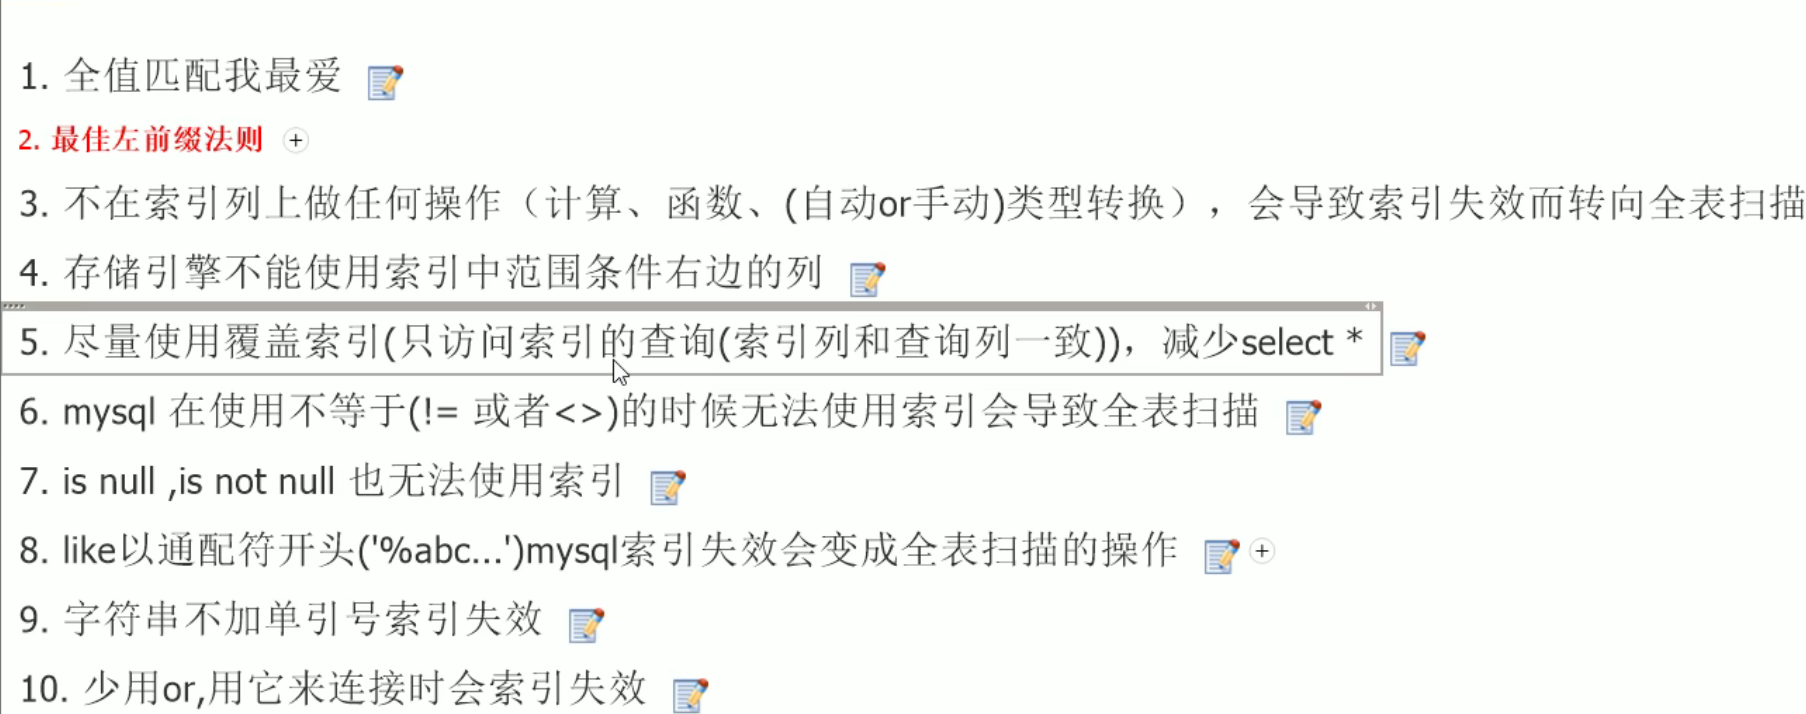 1. 全值匹配我最爱
2. 最佳左前缀法则
3. 不在索引列上做任何操作（计算、函数、(自动or手动)类型转换），会导致索引失效而转向全表扫描
4. 存储引擎不能使用索引中范围条件右边的列
5. 尽量使用覆盖索引(只访问索引的查询(索引列和查询列一致))，减少select *
6. mysql 在使用不等于(!= 或者<>)的时候无法使用索引会导致全表扫描
7. is null ,is not null 也无法使用索引
8. like以通配符开头('%abc...')mysql索引失效会变成全表扫描的操作
9. 字符串不加单引号索引失效
10. 少用or,用它来连接时会索引失效